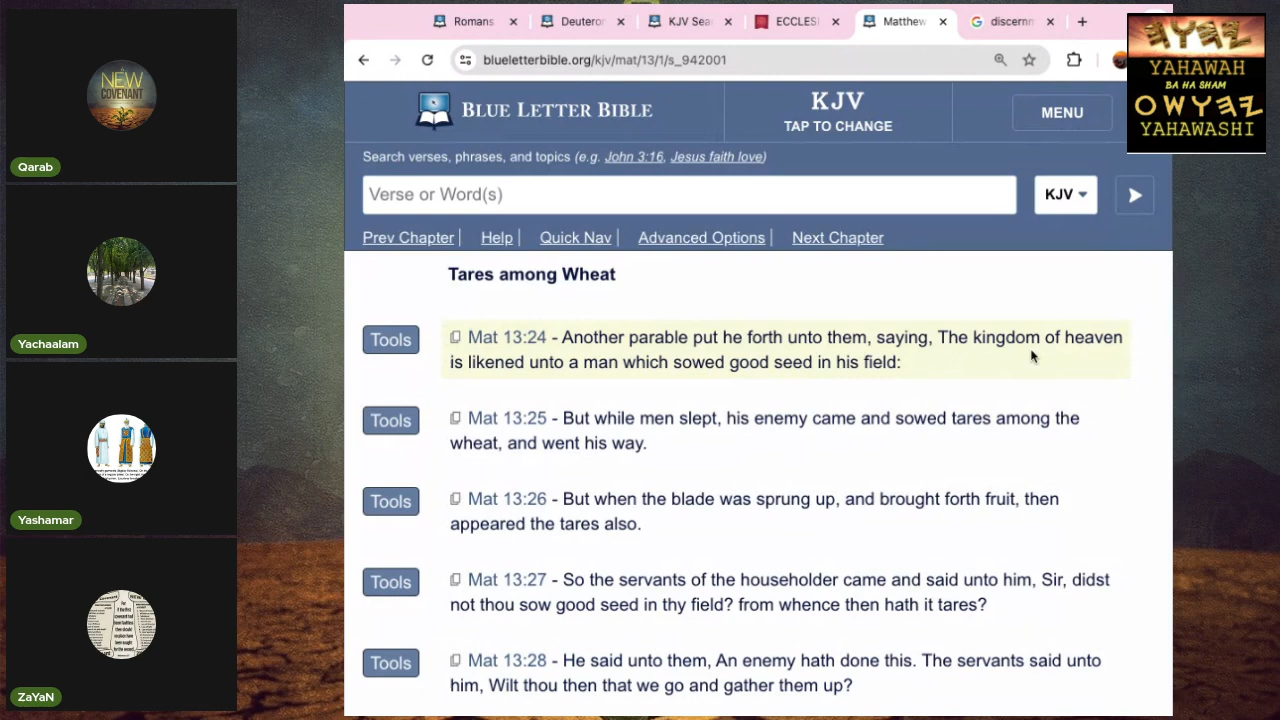 A NEW
COVENANT
Qarab
Yachaalam
Yashamar
ZaYaN
Romans
Deuteror
KJV Sea
ECCLESI
Matthew
discernm
blueletterbible.org/kjv/mat/13/1/s_942001
BLUE LETTER BIBLE
KJV
TAP TO CHANGE
MENU
Search verses, phrases, and topics (e.g. John 3:16, Jesus faith love)
Verse or Word(s)
KJV
Prev Chapter | Help | Quick Nav | Advanced Options | Next Chapter
Tares among Wheat
Tools
Mat 13:24 - Another parable put he forth unto them, saying, The kingdom of heaven
is likened unto a man which sowed good seed in his field:
Tools
Mat 13:25 - But while men slept, his enemy came and sowed tares among the
wheat, and went his way.
Tools
Mat 13:26 - But when the blade was sprung up, and brought forth fruit, then
appeared the tares also.
Tools
Mat 13:27 - So the servants of the householder came and said unto him, Sir, didst
not thou sow good seed in thy field? from whence then hath it tares?
Tools
Mat 13:28 - He said unto them, An enemy hath done this. The servants said unto
him, Wilt thou then that we go and gather them up?
YAHAWAH
BA HA SHAM
YAHAWASHI